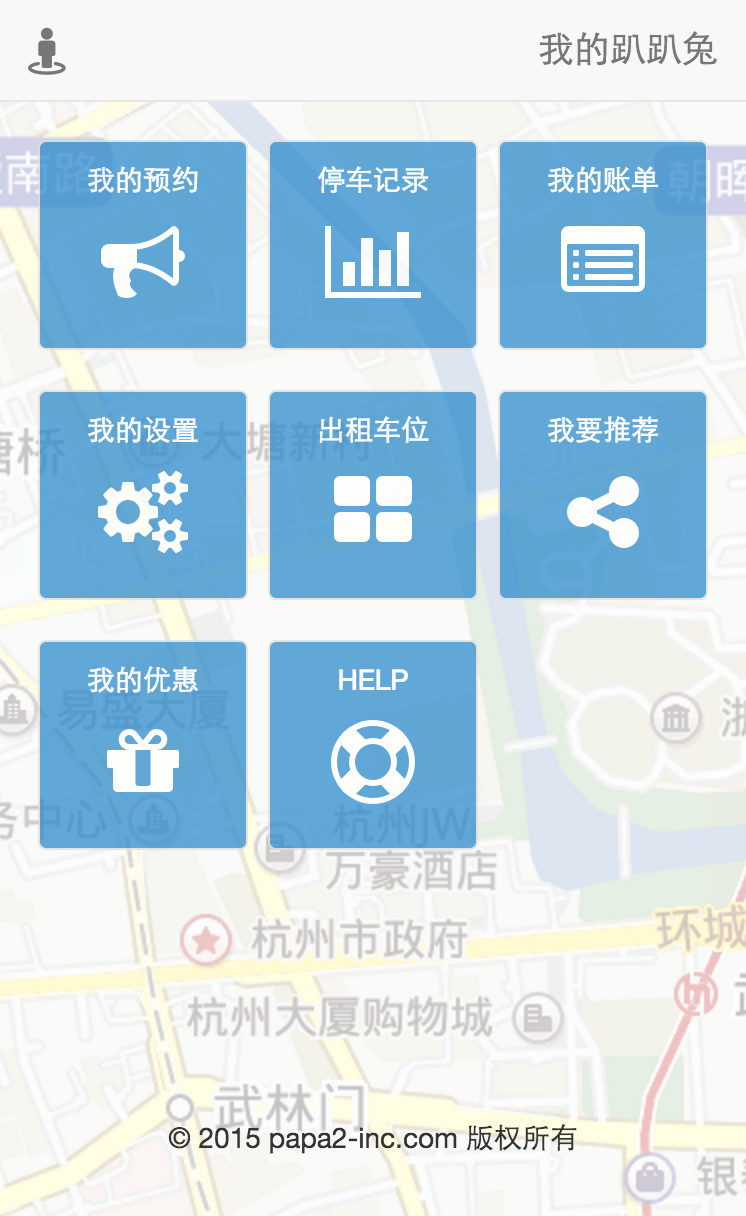 我的趴趴兔
南路
我的预约
停车记录
我的账单
朝晖
塘桥
我的设置
大塘新村
出租车位
我要推荐
我的优惠
HELP
易盛大厦
浙
务中心
杭州JW
万豪酒店
杭州市政府
环城
杭州大厦购物城
武
武林门
© 2015 papa2-inc.com 版权所有
银泰